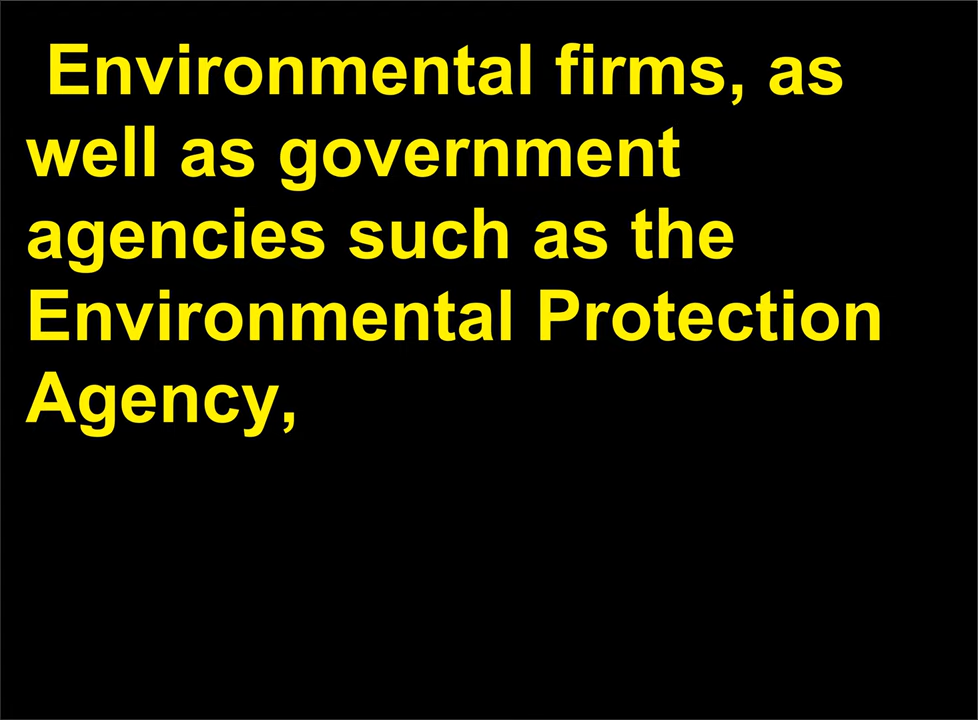 Environmental firms, as
well as government
agencies such as the
Environmental Protection
Agency,